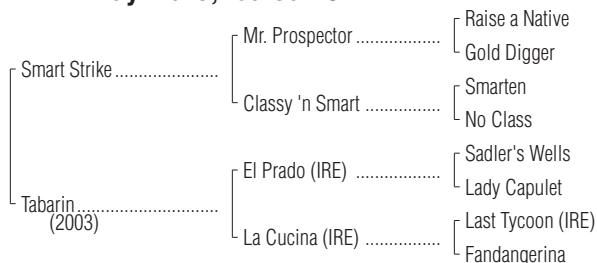 Smart Strike
Tabarin
(2003)
Mr. Prospector
Classy 'n Smart
El Prado (IRE)
La Cucina (IRE)
Raise a Native
Gold Digger
Smarten
No Class
Sadler's Wells
Lady Capulet
Last Tycoon (IRE)
Fandangerina